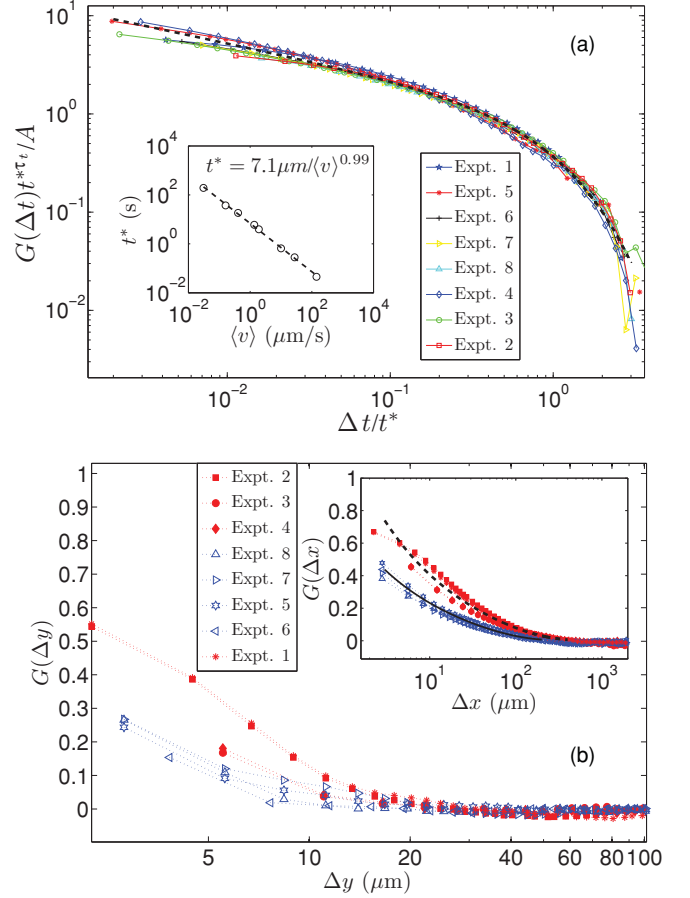 (a)
G(Δt)t*^τ_t/A
10^1
10^0
10^-1
10^-2
10^-2 10^-1 10^0
Δt/t*
t* = 7.1μm/⟨v⟩^0.99
t* (s)
10^4
10^2
10^0
10^-2
10^-2 10^0 10^2 10^4
⟨v⟩ (μm/s)
Expt. 1
Expt. 5
Expt. 6
Expt. 7
Expt. 8
Expt. 4
Expt. 3
Expt. 2
(b)
G(Δy)
1
0.9
0.8
0.7
0.6
0.5
0.4
0.3
0.2
0.1
0
5 10 20 40 60 80 100
Δy (μm)
Expt. 2
Expt. 3
Expt. 4
Expt. 8
Expt. 7
Expt. 5
Expt. 6
Expt. 1
G(Δx)
1
0.8
0.6
0.4
0.2
0
10^1 10^2 10^3
Δx (μm)